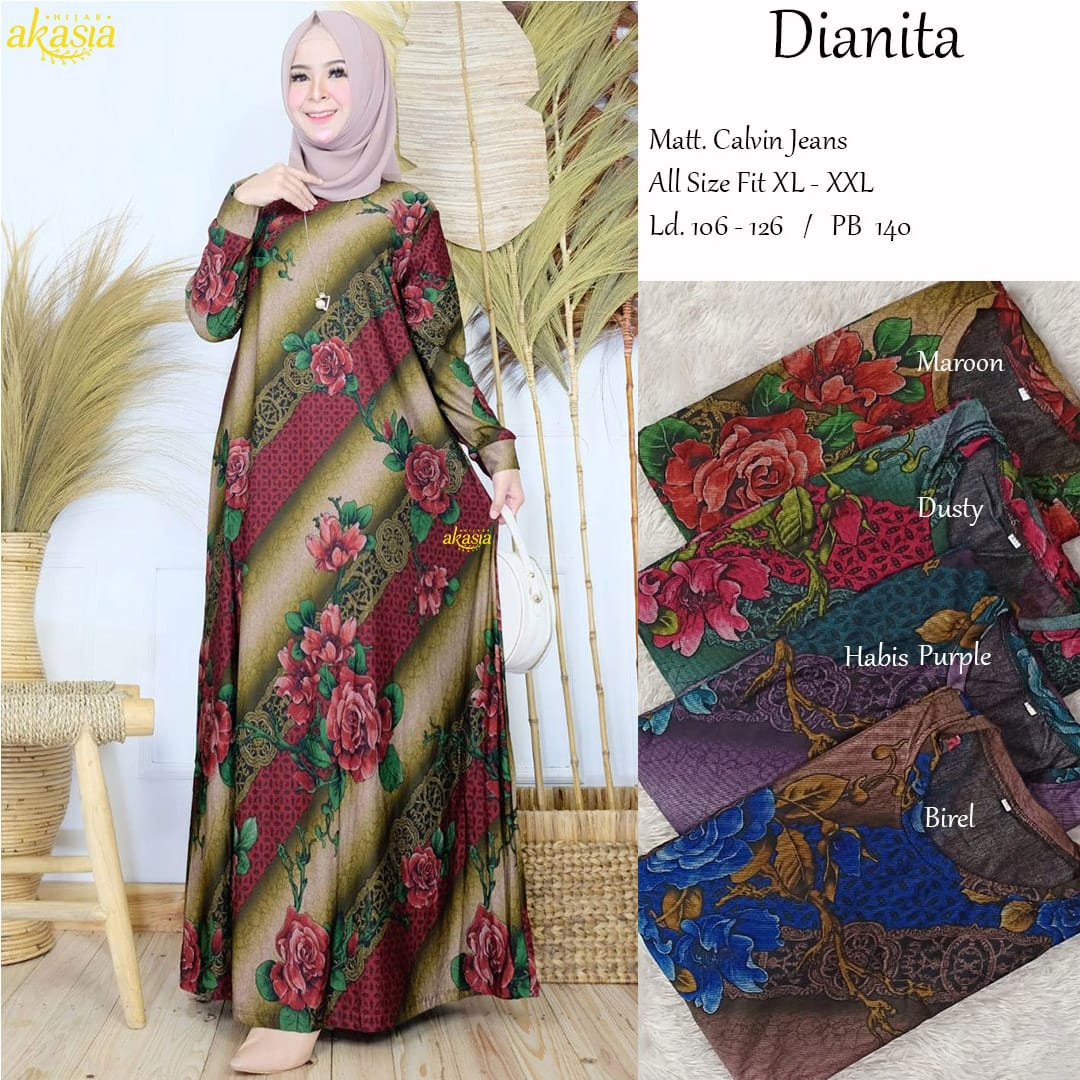 HIJAB
akasia
Dianita
Matt. Calvin Jeans
All Size Fit XL - XXL
Ld. 106 - 126 / PB 140
Maroon
Dusty
HIJAB
akasia
Habis Purple
Birel